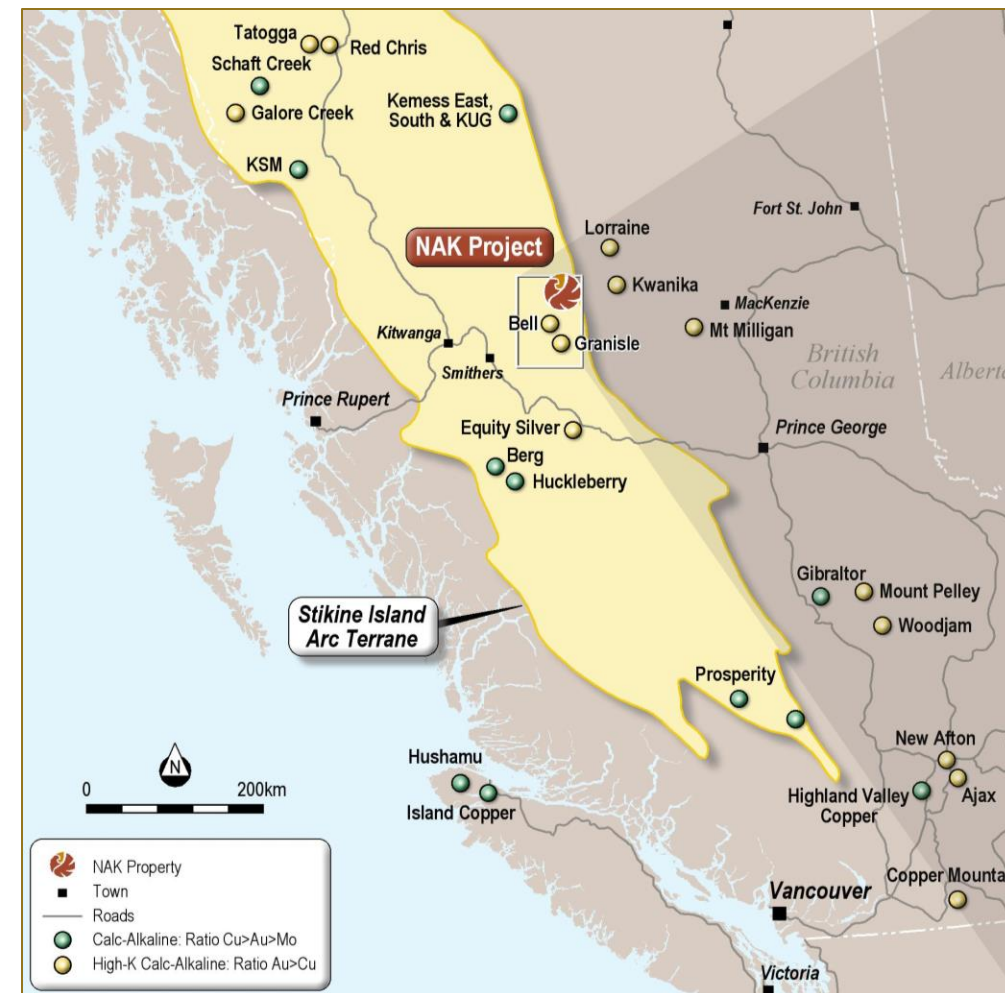 Tatogga
Red Chris
Schaft Creek
Galore Creek
Kemess East,
South & KUG
KSM
Fort St. John
Lorraine
NAK Project
Kwanika
MacKenzie
Bell
Mt Milligan
Kitwanga
Granisle
Smithers
British
Columbia
Alberta
Prince Rupert
Prince George
Equity Silver
Berg
Huckleberry
Gibraltor
Mount Pelley
Stikine Island
Arc Terrane
Woodjam
Prosperity
New Afton
Hushamu
N
0 200km
Island Copper
Highland Valley
Copper
Ajax
NAK Property
Town
Roads
Calc-Alkaline: Ratio Cu>Au>Mo
High-K Calc-Alkaline: Ratio Au>Cu
Copper Mounta
Vancouver
Victoria